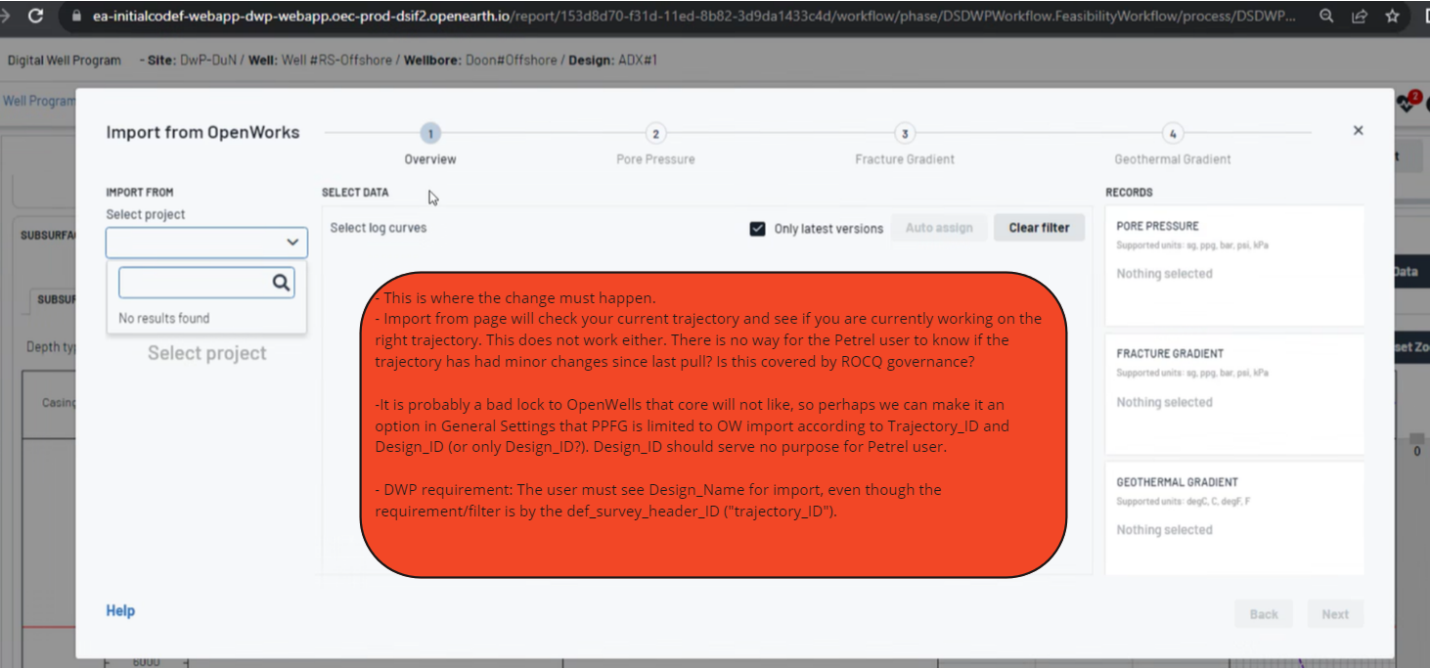 ea-initialcodef-webapp-dwp-webapp.oec-prod-dsif2.openearth.io/report/153d8d70-f31d-11ed-8b82-3d9da1433c4d/workflow/phase/DSDWPWorkflow.FeasibilityWorkflow/process/DSDWP...
Digital Well Program - Site: DwP-DuN / Well: Well #RS-Offshore / Wellbore: Doon#Offshore / Design: ADX#1
Well Program
2
Import from OpenWorks
1
2
3
4
Overview
Pore Pressure
Fracture Gradient
Geothermal Gradient
IMPORT FROM
SELECT DATA
RECORDS
Select project
Select log curves
Only latest versions
Auto assign
Clear filter
No results found
Select project
PORE PRESSURE
Supported units: sg, ppg, bar, psi, kPa
Nothing selected
FRACTURE GRADIENT
Supported units: sg, ppg, bar, psi, kPa
Nothing selected
GEOTHERMAL GRADIENT
Supported units: degC, C, degF, F
Nothing selected
- This is where the change must happen.
- Import from page will check your current trajectory and see if you are currently working on the
right trajectory. This does not work either. There is no way for the Petrel user to know if the
trajectory has had minor changes since last pull? Is this covered by ROCQ governance?
-It is probably a bad lock to OpenWells that core will not like, so perhaps we can make it an
option in General Settings that PPFG is limited to OW import according to Trajectory_ID and
Design_ID (or only Design_ID?). Design_ID should serve no purpose for Petrel user.
- DWP requirement: The user must see Design_Name for import, even though the
requirement/filter is by the def_survey_header_ID ("trajectory_ID").
Help
Back
Next
SUBSURFA
SUBSUF
Depth ty
Casing
Data
set Zo
0
6000